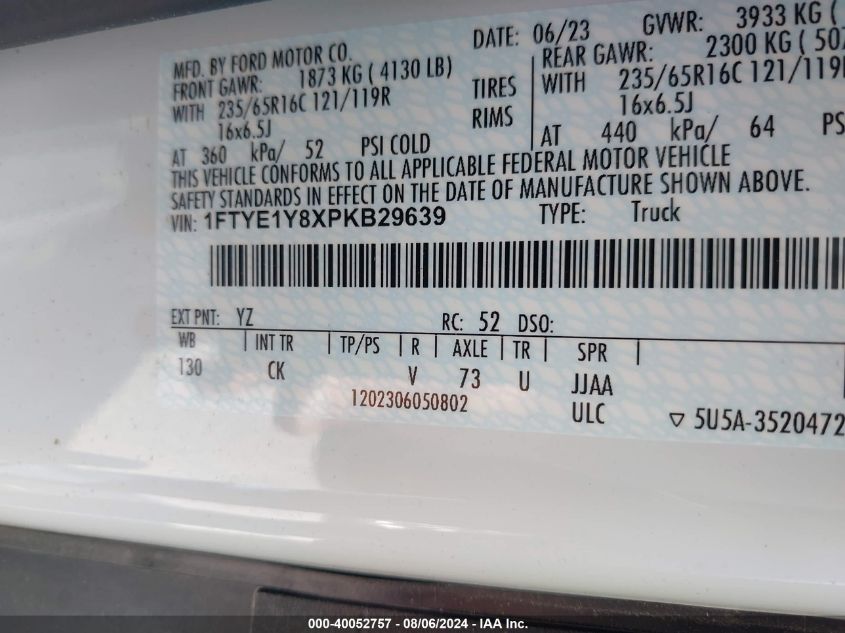 MFD. BY FORD MOTOR CO.
DATE: 06/23 GVWR: 3933 KG (
FRONT GAWR: 1873 KG ( 4130 LB)
REAR GAWR: 2300 KG (
WITH 235/65R16C 121/119R TIRES
WITH 235/65R16C 121/119R
16x6.5J RIMS 16x6.5J
AT 360 kPa/ 52 PSI COLD
AT 440 kPa/ 64 PS
THIS VEHICLE CONFORMS TO ALL APPLICABLE FEDERAL MOTOR VEHICLE
SAFETY STANDARDS IN EFFECT ON THE DATE OF MANUFACTURE SHOWN ABOVE.
VIN: 1FTYE1Y8XPKB29639 TYPE: Truck
EXT PNT: YZ RC: 52 DSO:
WB INT TR TP/PS R AXLE TR SPR
130 CK V 73 U JJAA
1202306050802 ULC ▽ 5U5A-3520472
000-40052757 - 08/06/2024 - IAA Inc.